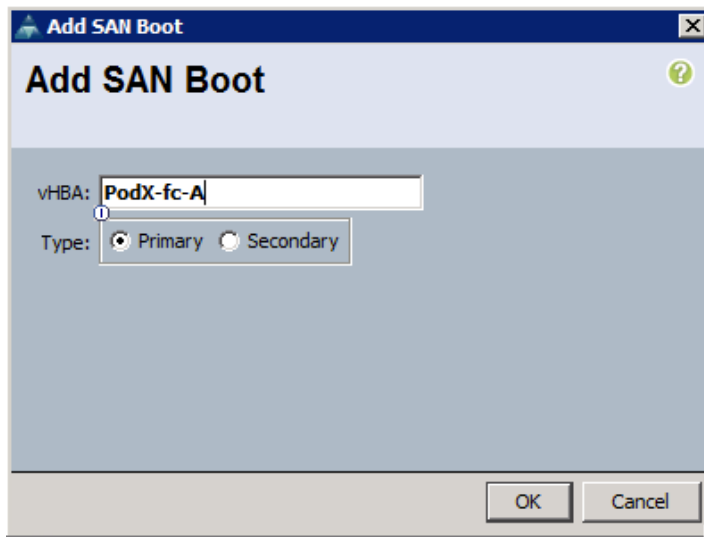 Add SAN Boot
Add SAN Boot
vHBA: PodX-fc-A
Type: Primary Secondary
OK Cancel